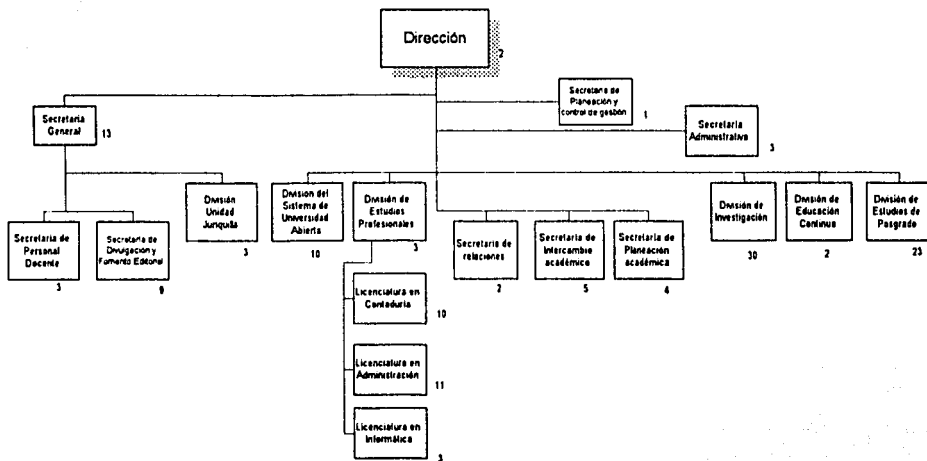 Dirección
2
Secretaria de
Planeación y
control de gestión
1
Secretaría
General
13
Secretaría
Administrativa
3
División
Unidad
Junquita
3
División del
Sistema de
Universidad
Abierta
10
División de
Estudios
Profesionales
3
División de
Investigación
30
División de
Educación
Continua
2
División de
Estudios de
Posgrado
23
Secretaría de
Personal
Docente
3
Secretaría de
Divulgación y
Fomento Editorial
9
Secretaría de
relaciones
2
Secretaría de
Intercambio
académico
5
Secretaría de
Planeación
académica
4
Licenciatura en
Contaduría
10
Licenciatura en
Administración
11
Licenciatura en
Informática
3